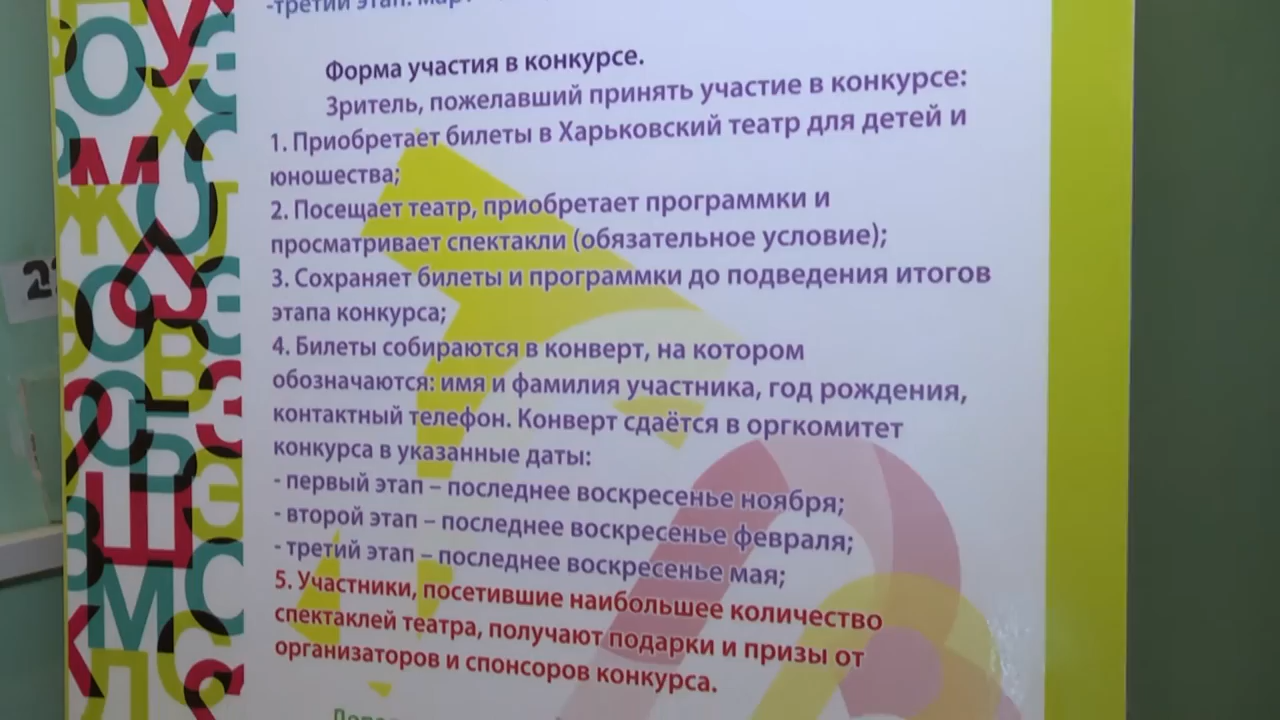 -третий этап:
Форма участия в конкурсе.
Зритель, пожелавший принять участие в конкурсе:
1. Приобретает билеты в Харьковский театр для детей и
юношества;
2. Посещает театр, приобретает программки и
просматривает спектакли (обязательное условие);
3. Сохраняет билеты и программки до подведения итогов
этапа конкурса;
4. Билеты собираются в конверт, на котором
обозначаются: имя и фамилия участника, год рождения,
контактный телефон. Конверт сдаётся в оргкомитет
конкурса в указанные даты:
- первый этап – последнее воскресенье ноября;
- второй этап – последнее воскресенье февраля;
- третий этап – последнее воскресенье мая;
5. Участники, посетившие наибольшее количество
спектаклей театра, получают подарки и призы от
организаторов и спонсоров конкурса.